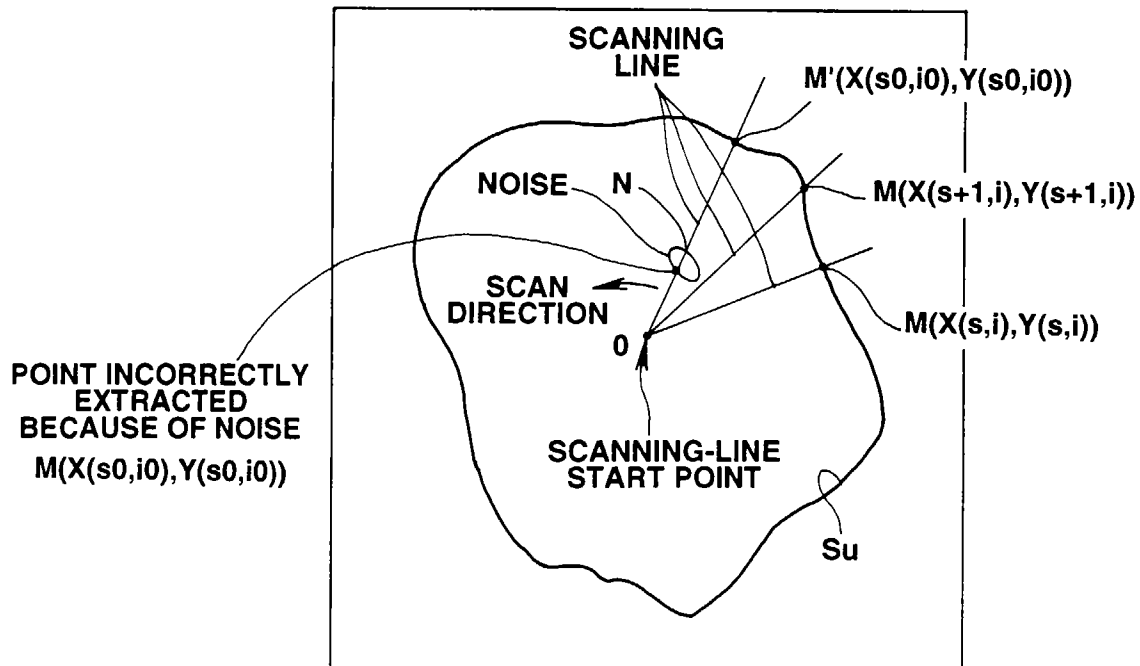 SCANNING
LINE
M'(X(s0,i0),Y(s0,i0))
NOISE
N
M(X(s+1,i),Y(s+1,i))
SCAN
DIRECTION
M(X(s,i),Y(s,i))
0
POINT INCORRECTLY
EXTRACTED
BECAUSE OF NOISE
M(X(s0,i0),Y(s0,i0))
SCANNING-LINE
START POINT
Su